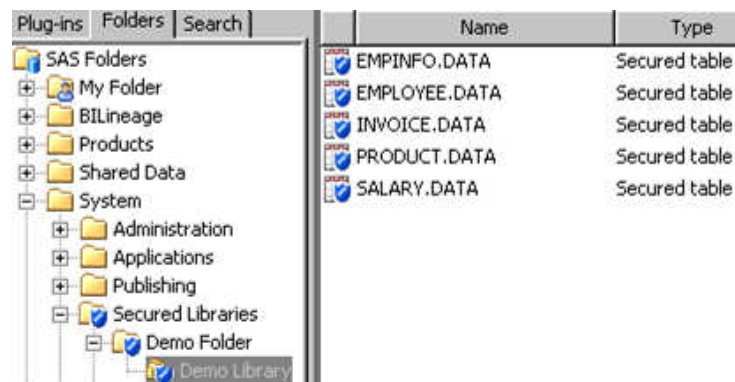 Plug-ins Folders Search
SAS Folders
My Folder
BILineage
Products
Shared Data
System
Administration
Applications
Publishing
Secured Libraries
Demo Folder
Demo Library
Name Type
EMPINFO.DATA Secured table
EMPLOYEE.DATA Secured table
INVOICE.DATA Secured table
PRODUCT.DATA Secured table
SALARY.DATA Secured table